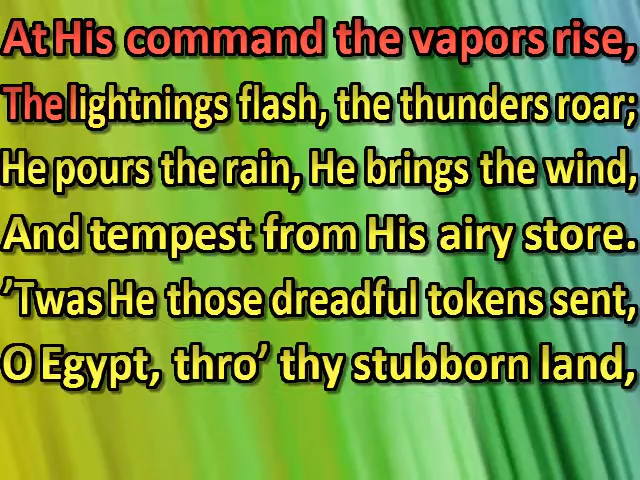 At His command the vapors rise,
The lightnings flash, the thunders roar;
He pours the rain, He brings the wind,
And tempest from His airy store.
’Twas He those dreadful tokens sent,
O Egypt, thro’ thy stubborn land,